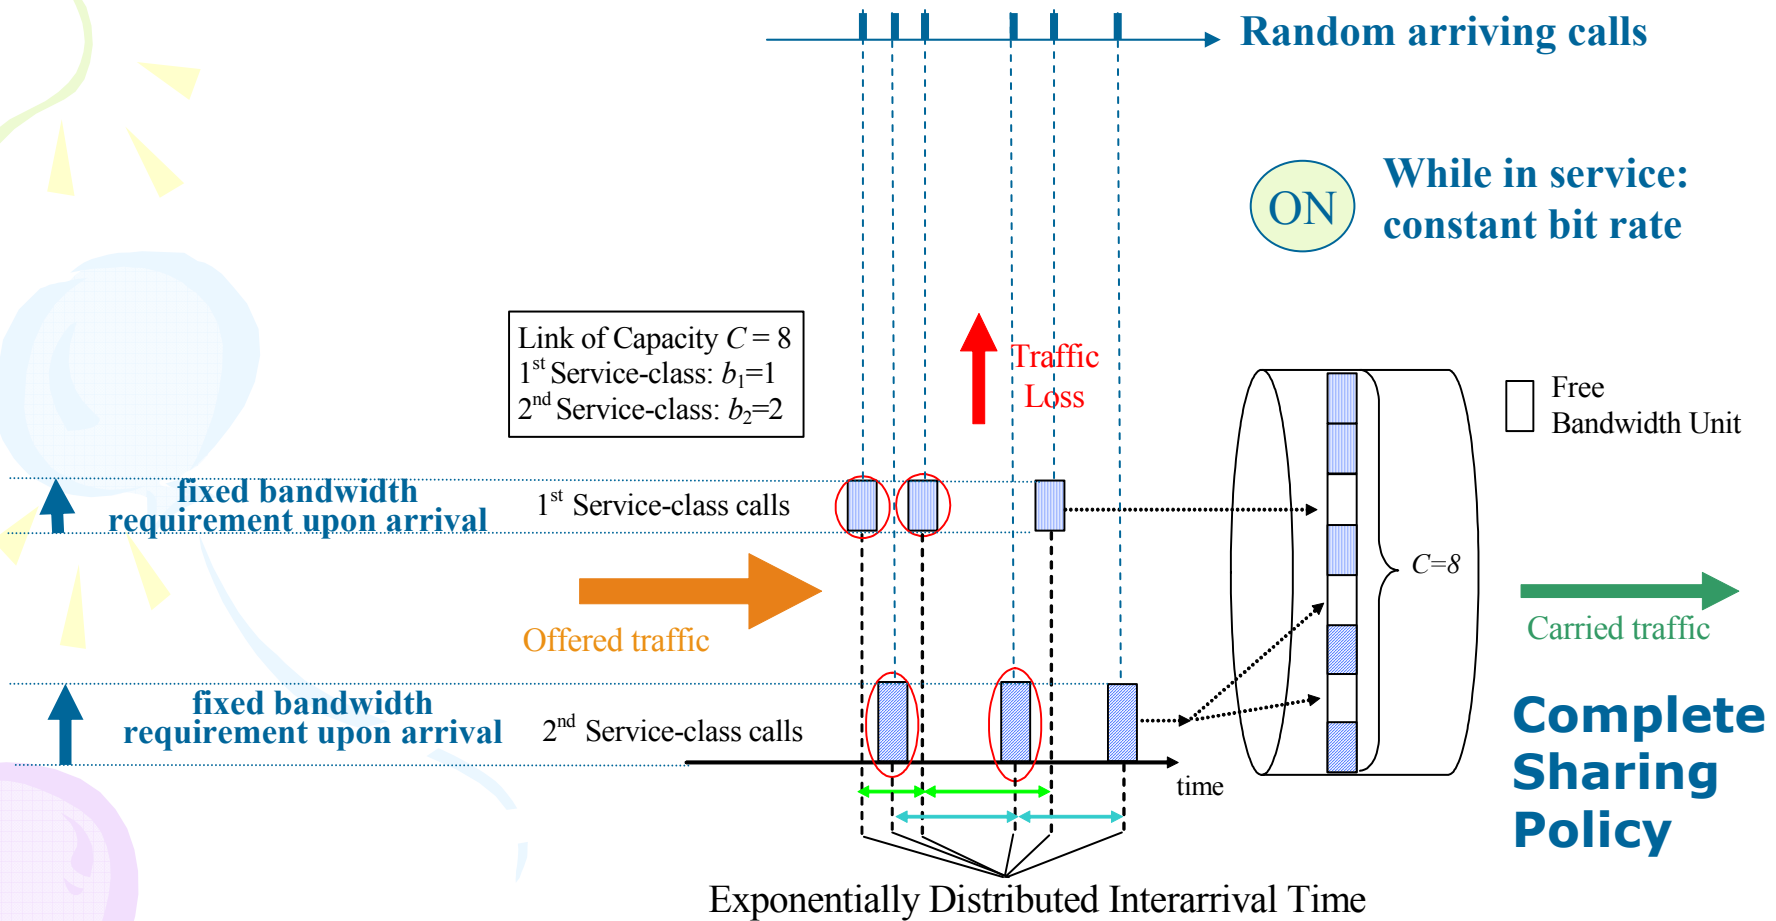 Random arriving calls
ON
While in service:
constant bit rate
Link of Capacity C = 8
1st Service-class: b1=1
2nd Service-class: b2=2
Traffic
Loss
Free
Bandwidth Unit
fixed bandwidth
requirement upon arrival
1st Service-class calls
C=8
Offered traffic
Carried traffic
fixed bandwidth
requirement upon arrival
2nd Service-class calls
time
Complete
Sharing
Policy
Exponentially Distributed Interarrival Time